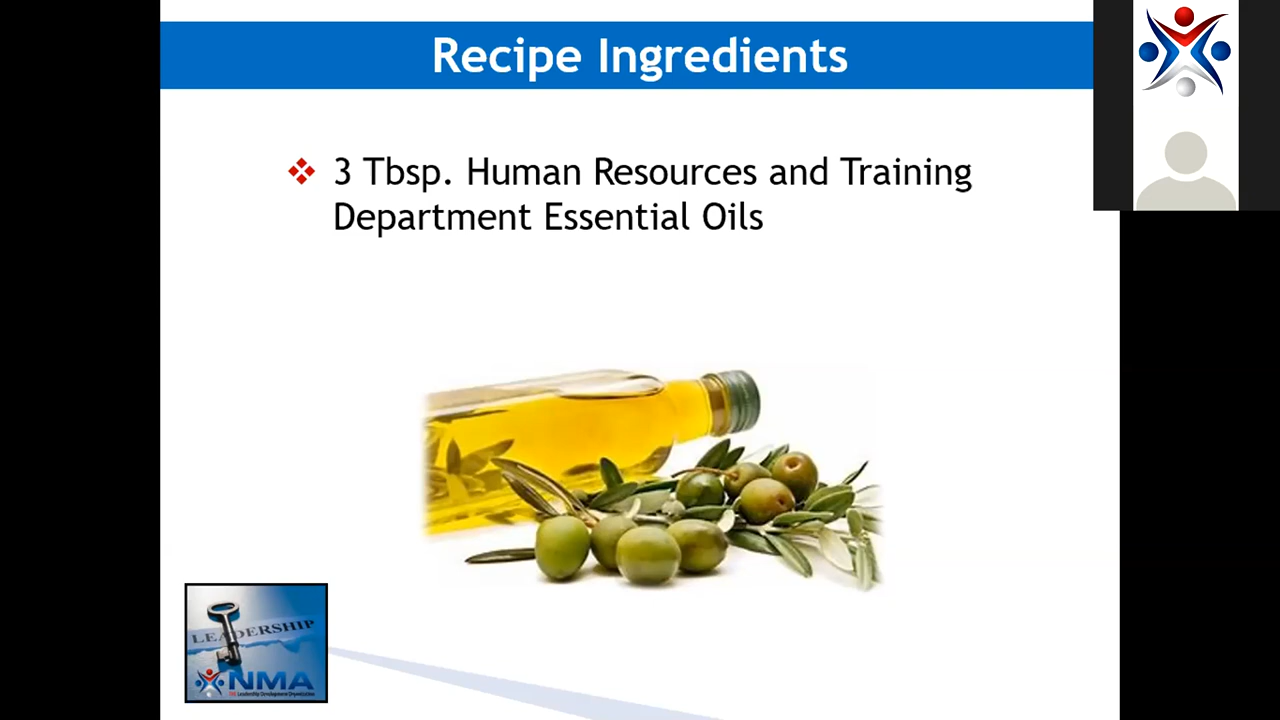 Recipe Ingredients
3 Tbsp. Human Resources and Training
Department Essential Oils
LEADERSHIP
NMA
THE Leadership Development Organization